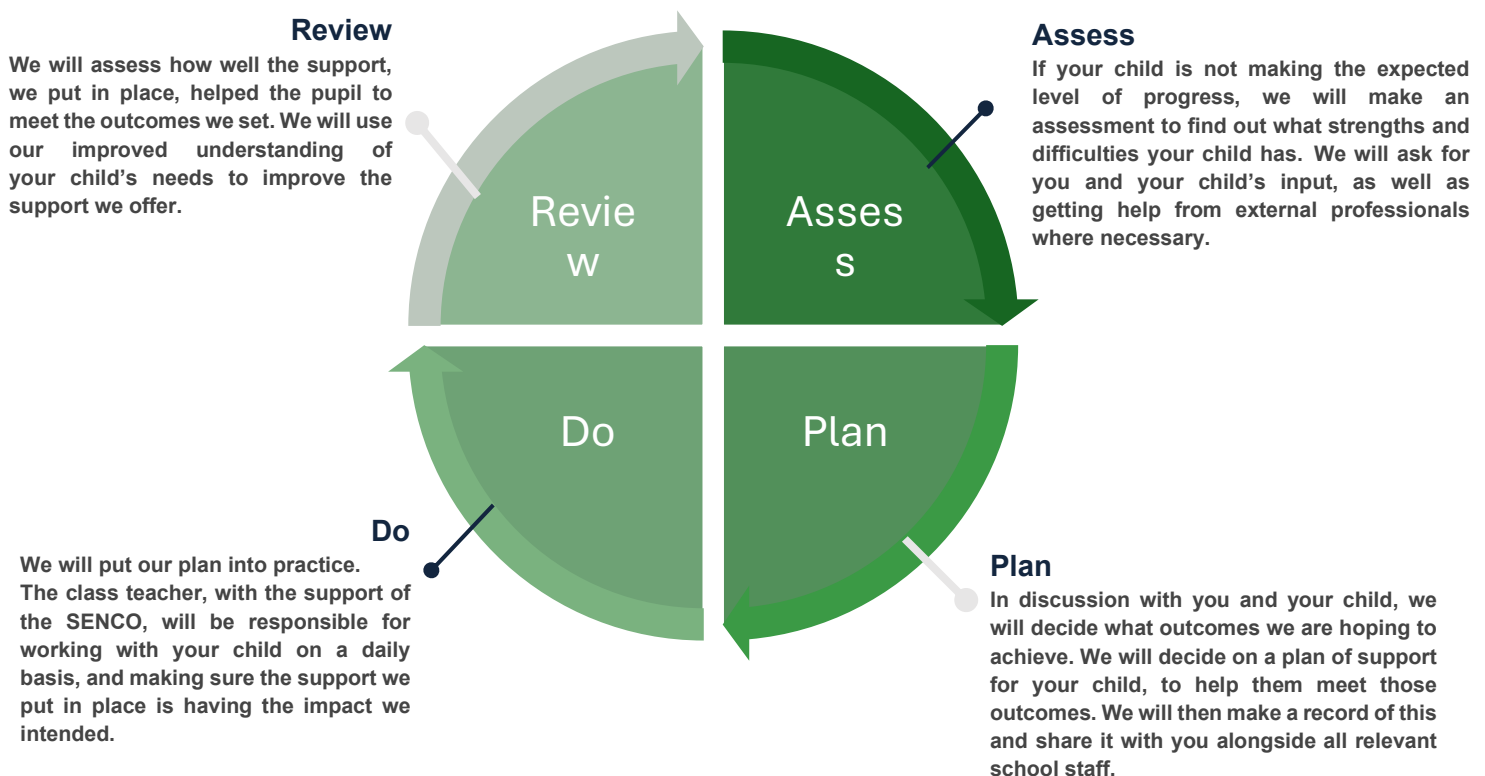 Review
We will assess how well the support,
we put in place, helped the pupil to
meet the outcomes we set. We will use
our improved understanding of
your child's needs to improve the
support we offer.
Assess
If your child is not making the expected
level of progress, we will make an
assessment to find out what strengths and
difficulties your child has. We will ask for
you and your child's input, as well as
getting help from external professionals
where necessary.
Revie
w
Asses
s
Do
Plan
Do
We will put our plan into practice.
The class teacher, with the support of
the SENCO, will be responsible for
working with your child on a daily
basis, and making sure the support we
put in place is having the impact we
intended.
Plan
In discussion with you and your child, we
will decide what outcomes we are hoping to
achieve. We will decide on a plan of support
for your child, to help them meet those
outcomes. We will then make a record of this
and share it with you alongside all relevant
school staff.